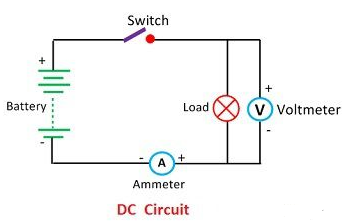 Switch
+
Battery
-
Load
+
V
Voltmeter
-
-
A
+
Ammeter
DC Circuit